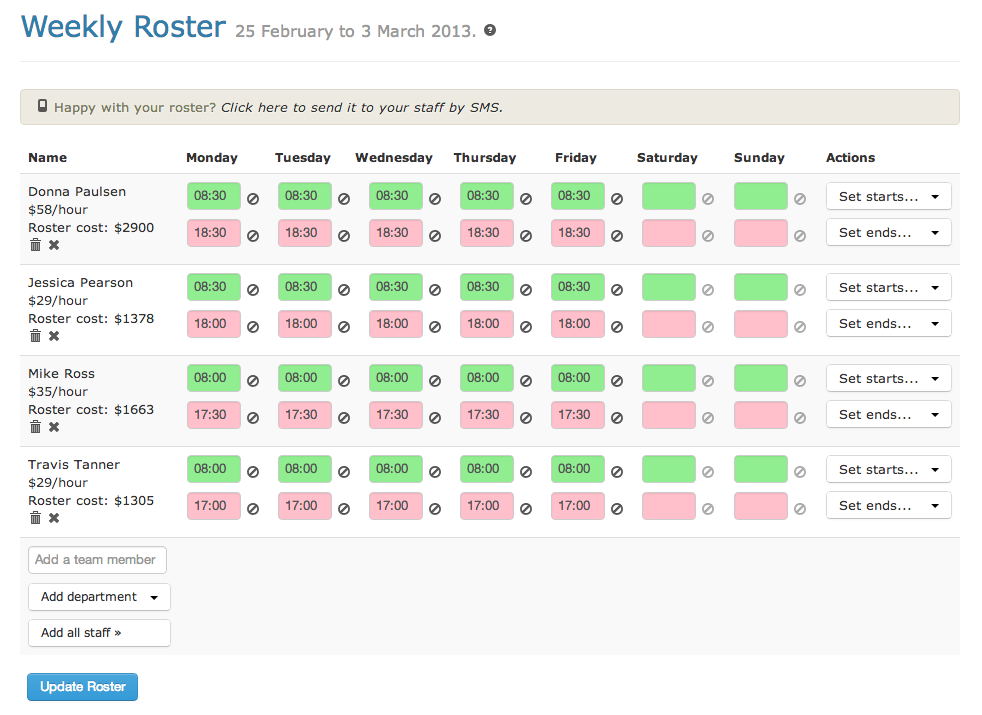 Weekly Roster 25 February to 3 March 2013. ?
Happy with your roster? Click here to send it to your staff by SMS.
Name Monday Tuesday Wednesday Thursday Friday Saturday Sunday Actions
Donna Paulsen 08:30 08:30 08:30 08:30 08:30 Set starts...
$58/hour
Roster cost: $2900 18:30 18:30 18:30 18:30 18:30 Set ends...
Jessica Pearson 08:30 08:30 08:30 08:30 08:30 Set starts...
$29/hour
Roster cost: $1378 18:00 18:00 18:00 18:00 18:00 Set ends...
Mike Ross 08:00 08:00 08:00 08:00 08:00 Set starts...
$35/hour
Roster cost: $1663 17:30 17:30 17:30 17:30 17:30 Set ends...
Travis Tanner 08:00 08:00 08:00 08:00 08:00 Set starts...
$29/hour
Roster cost: $1305 17:00 17:00 17:00 17:00 17:00 Set ends...
Add a team member
Add department
Add all staff »
Update Roster